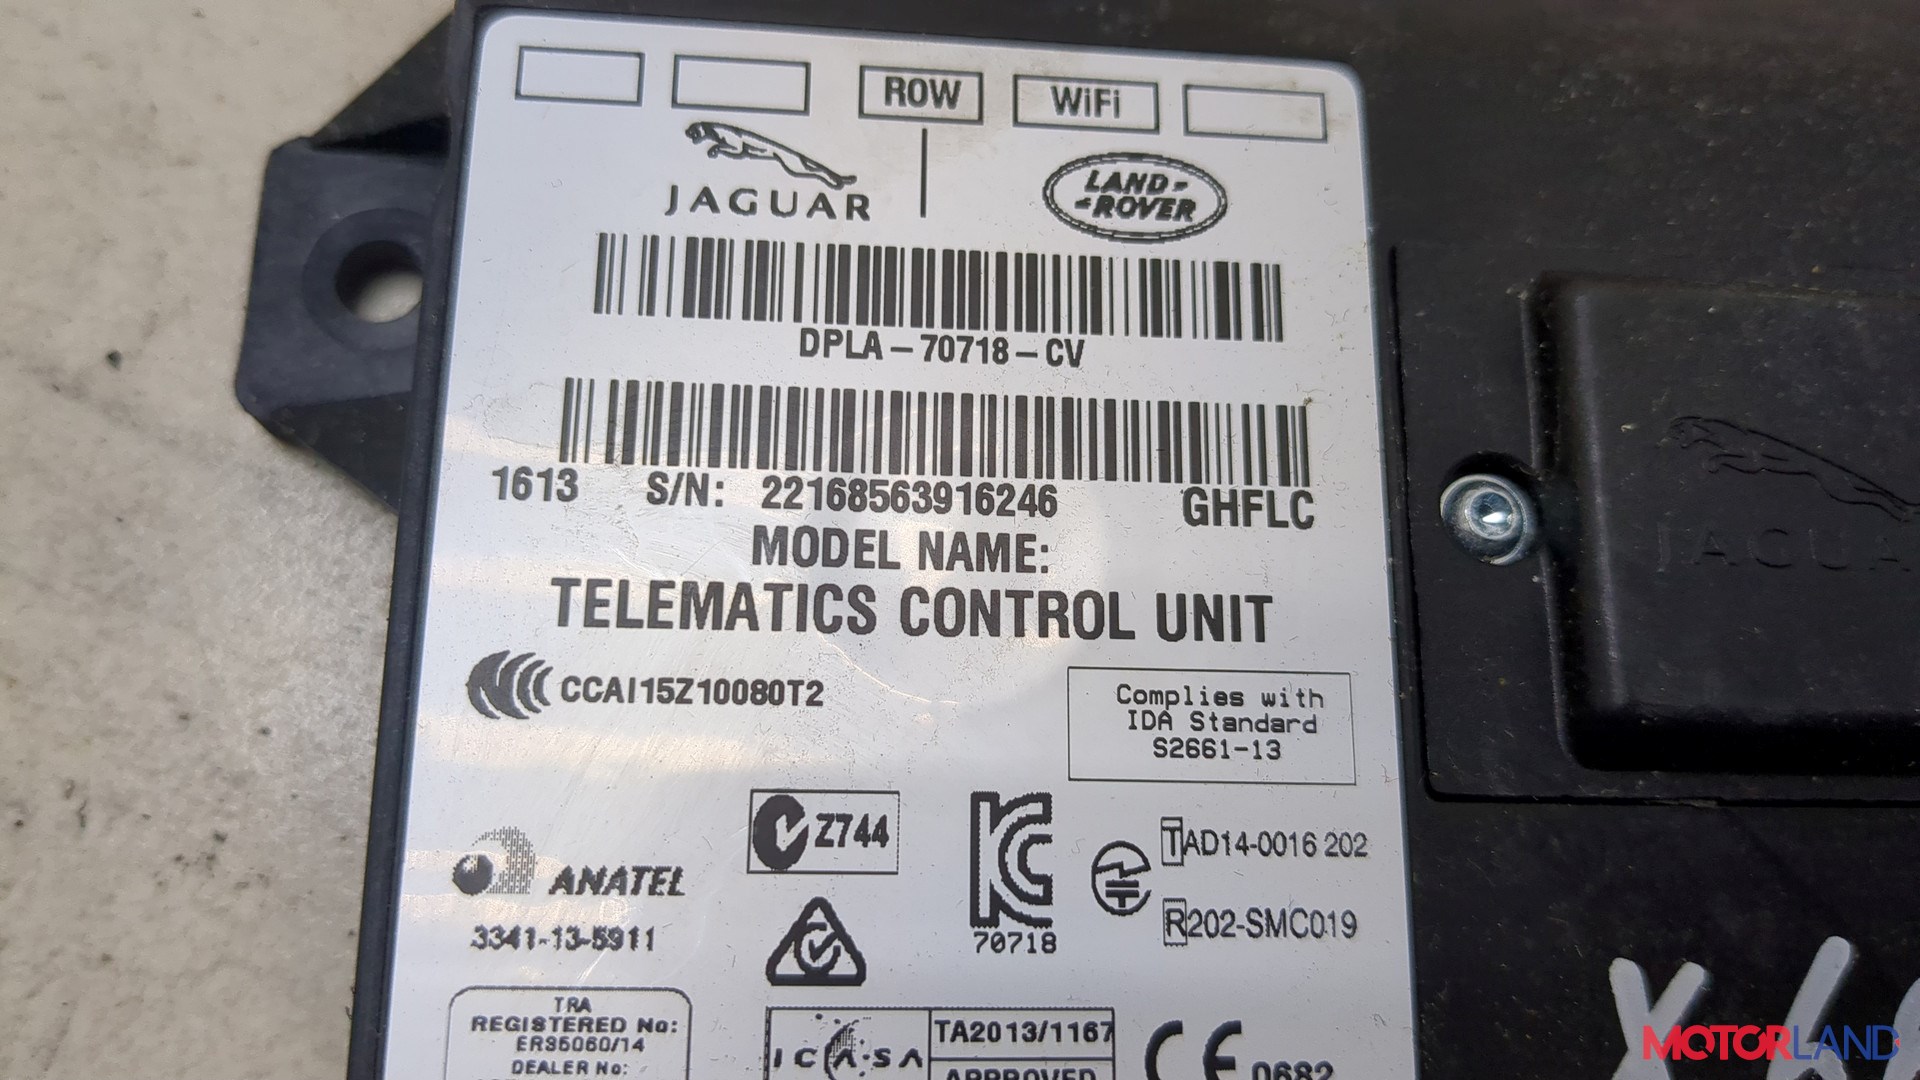 ROW WiFi
JAGUAR
LAND-
-ROVER
DPLA-70718-CV
1613 S/N: 22168563916246 GHFLC
MODEL NAME:
TELEMATICS CONTROL UNIT
CCAI15Z10080T2
Complies with
IDA Standard
S2661-13
Z744
ANATEL
3341-13-5911
70718
TAD14-0016 202
R202-SMC019
TRA
REGISTERED No:
ER35060/14
DEALER No:
ICASA
TA2013/1167
APPROVED
CE 0682
JAGUA
MOTORLAND